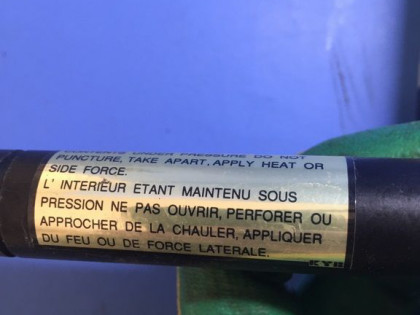 CONTENTS UNDER PRESSURE DO NOT
PUNCTURE, TAKE APART, APPLY HEAT OR
SIDE FORCE.
L' INTERIEUR ETANT MAINTENU SOUS
PRESSION NE PAS OUVRIR, PERFORER OU
APPROCHER DE LA CHAULER, APPLIQUER
DU FEU OU DE FORCE LATERALE.
KYB